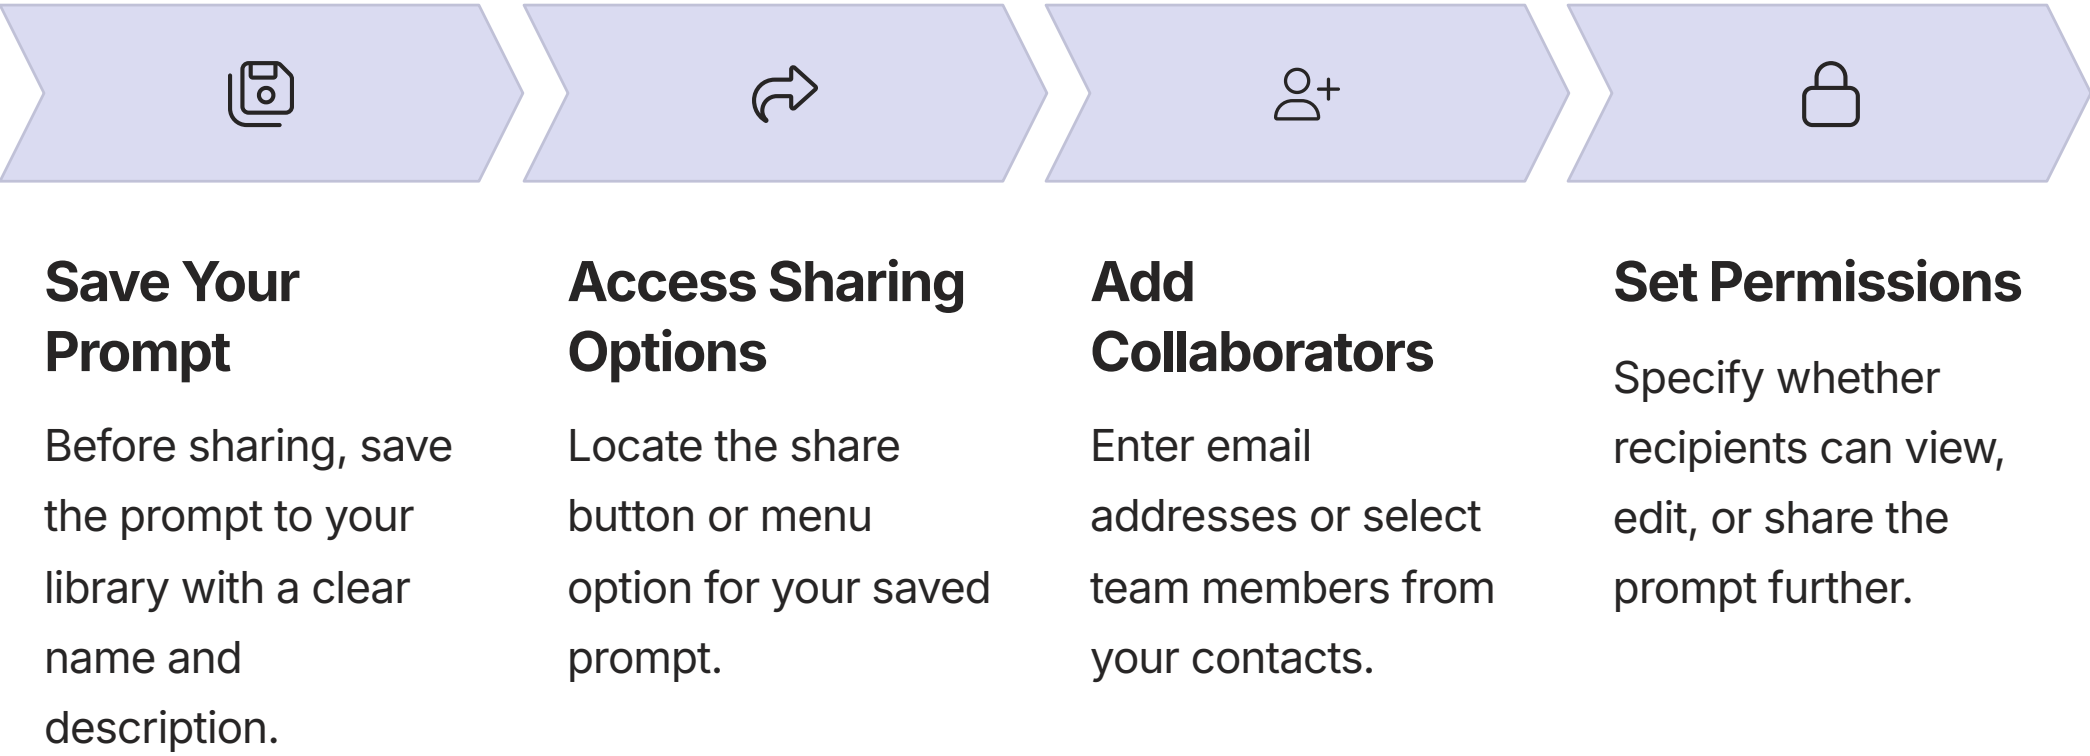 Save Your
Prompt
Before sharing, save
the prompt to your
library with a clear
name and
description.
Access Sharing
Options
Locate the share
button or menu
option for your saved
prompt.
Add
Collaborators
Enter email
addresses or select
team members from
your contacts.
Set Permissions
Specify whether
recipients can view,
edit, or share the
prompt further.